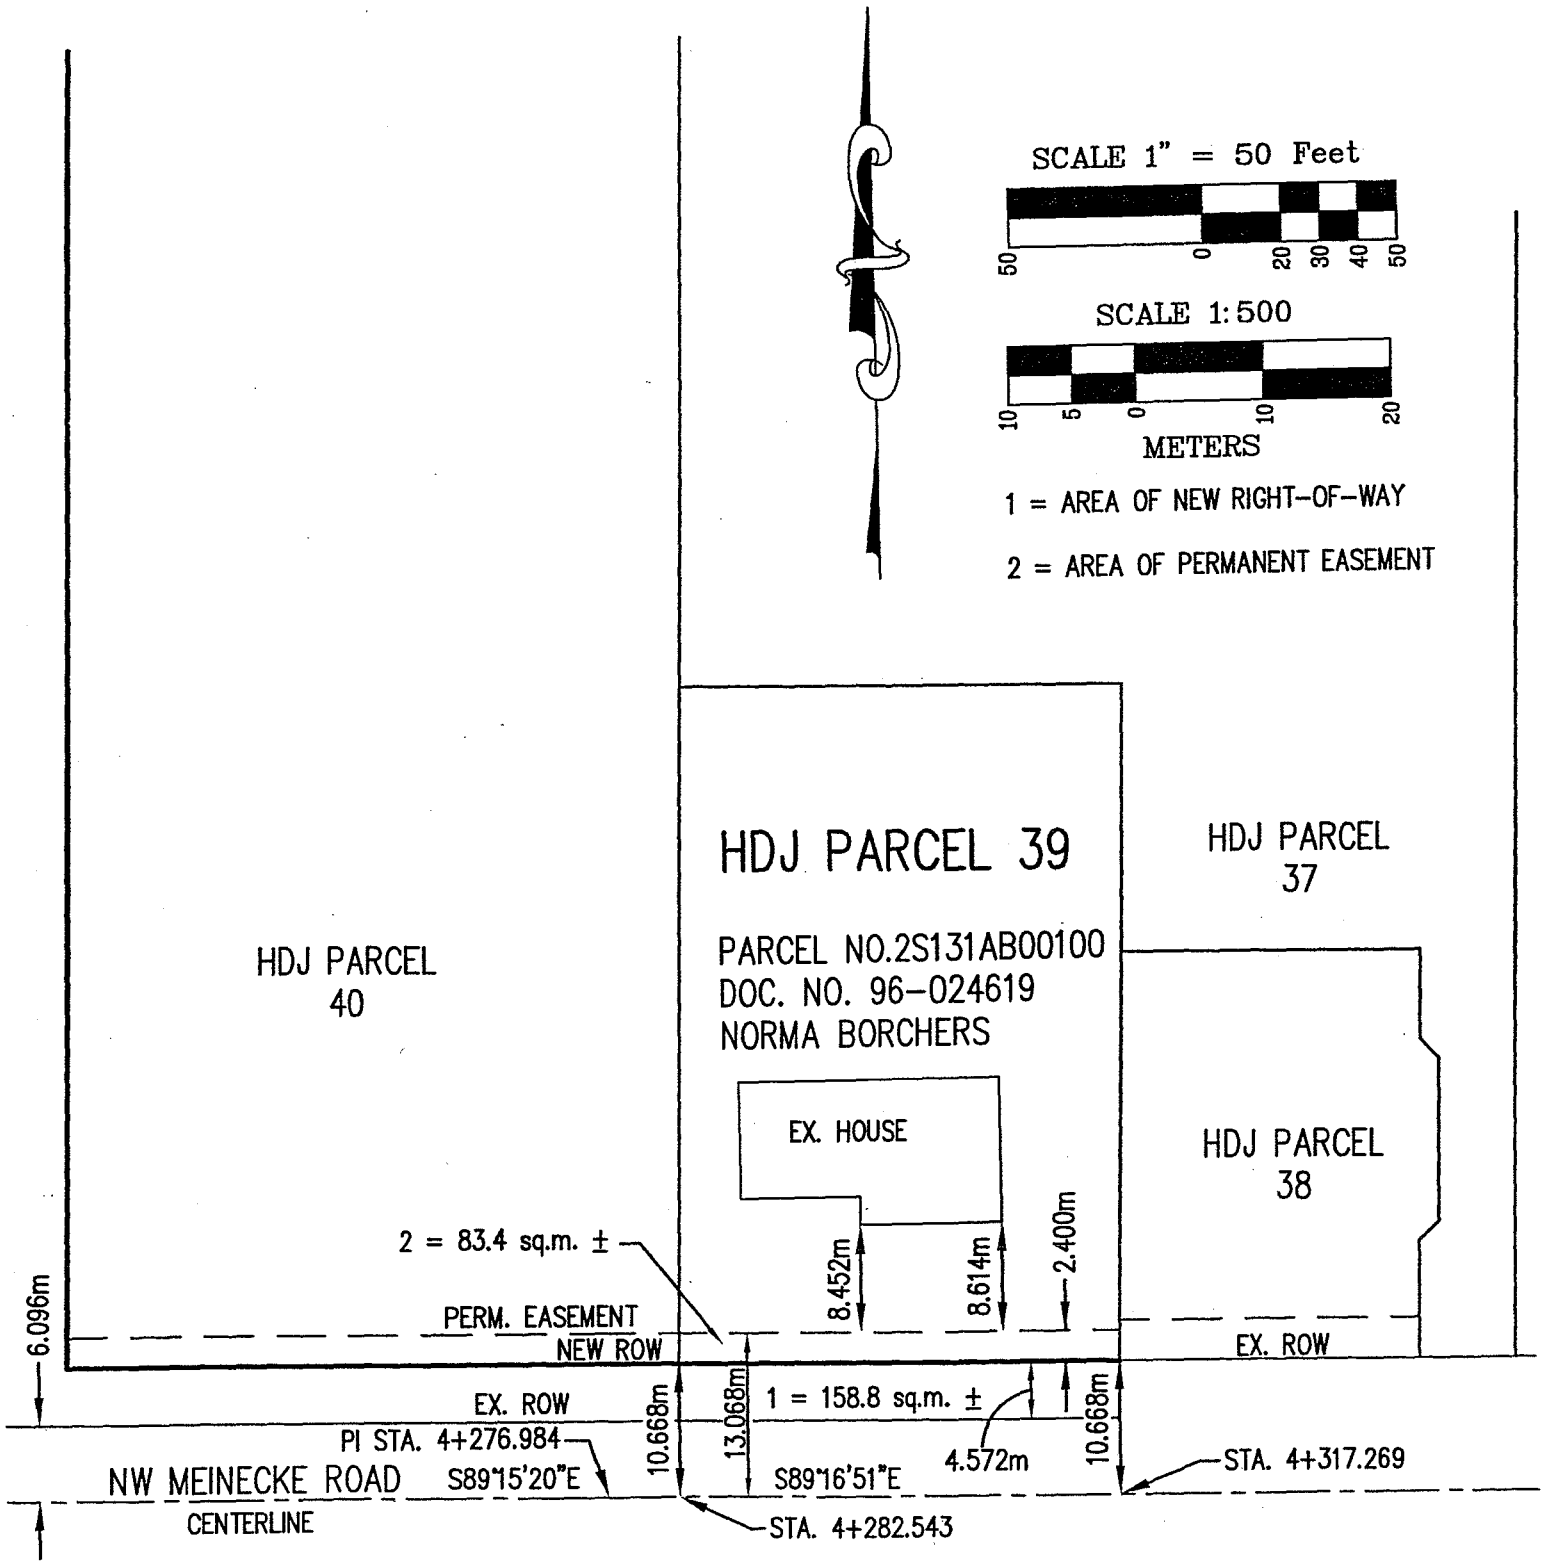 SCALE 1" = 50 Feet
50 0 20 30 40 50
SCALE 1:500
10 5 0 10 20
METERS
1 = AREA OF NEW RIGHT-OF-WAY
2 = AREA OF PERMANENT EASEMENT
HDJ PARCEL 39
PARCEL NO.2S131AB00100
DOC. NO. 96-024619
NORMA BORCHERS
HDJ PARCEL
37
HDJ PARCEL
40
EX. HOUSE
HDJ PARCEL
38
2 = 83.4 sq.m. ±
8.452m
8.614m
2.400m
6.096m
PERM. EASEMENT
NEW ROW
EX. ROW
EX. ROW
10.668m
13.068m
1 = 158.8 sq.m. ±
4.572m
10.668m
PI STA. 4+276.984
STA. 4+317.269
NW MEINECKE ROAD
S89°15'20"E
S89°16'51"E
CENTERLINE
STA. 4+282.543